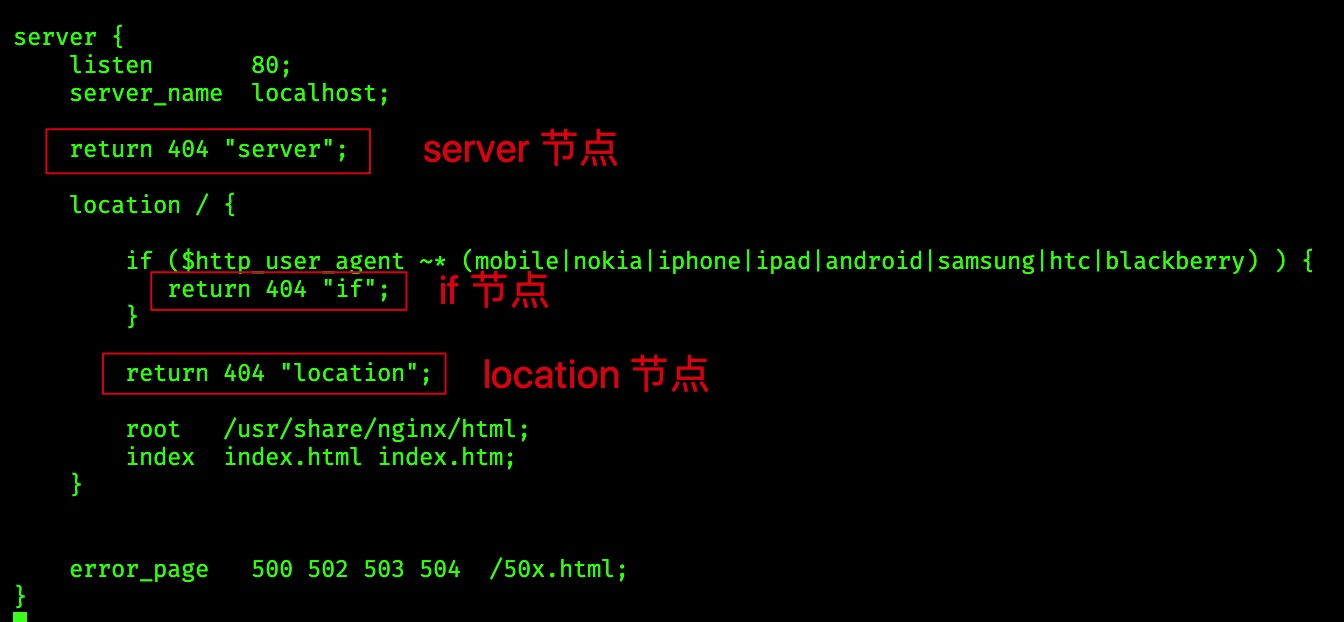 server {
listen 80;
server_name localhost;
return 404 "server"; server 节点
location / {
if ($http_user_agent ~* (mobile|nokia|iphone|ipad|android|samsung|htc|blackberry) ) {
return 404 "if"; if 节点
}
return 404 "location"; location 节点
root /usr/share/nginx/html;
index index.html index.htm;
}
error_page 500 502 503 504 /50x.html;
}